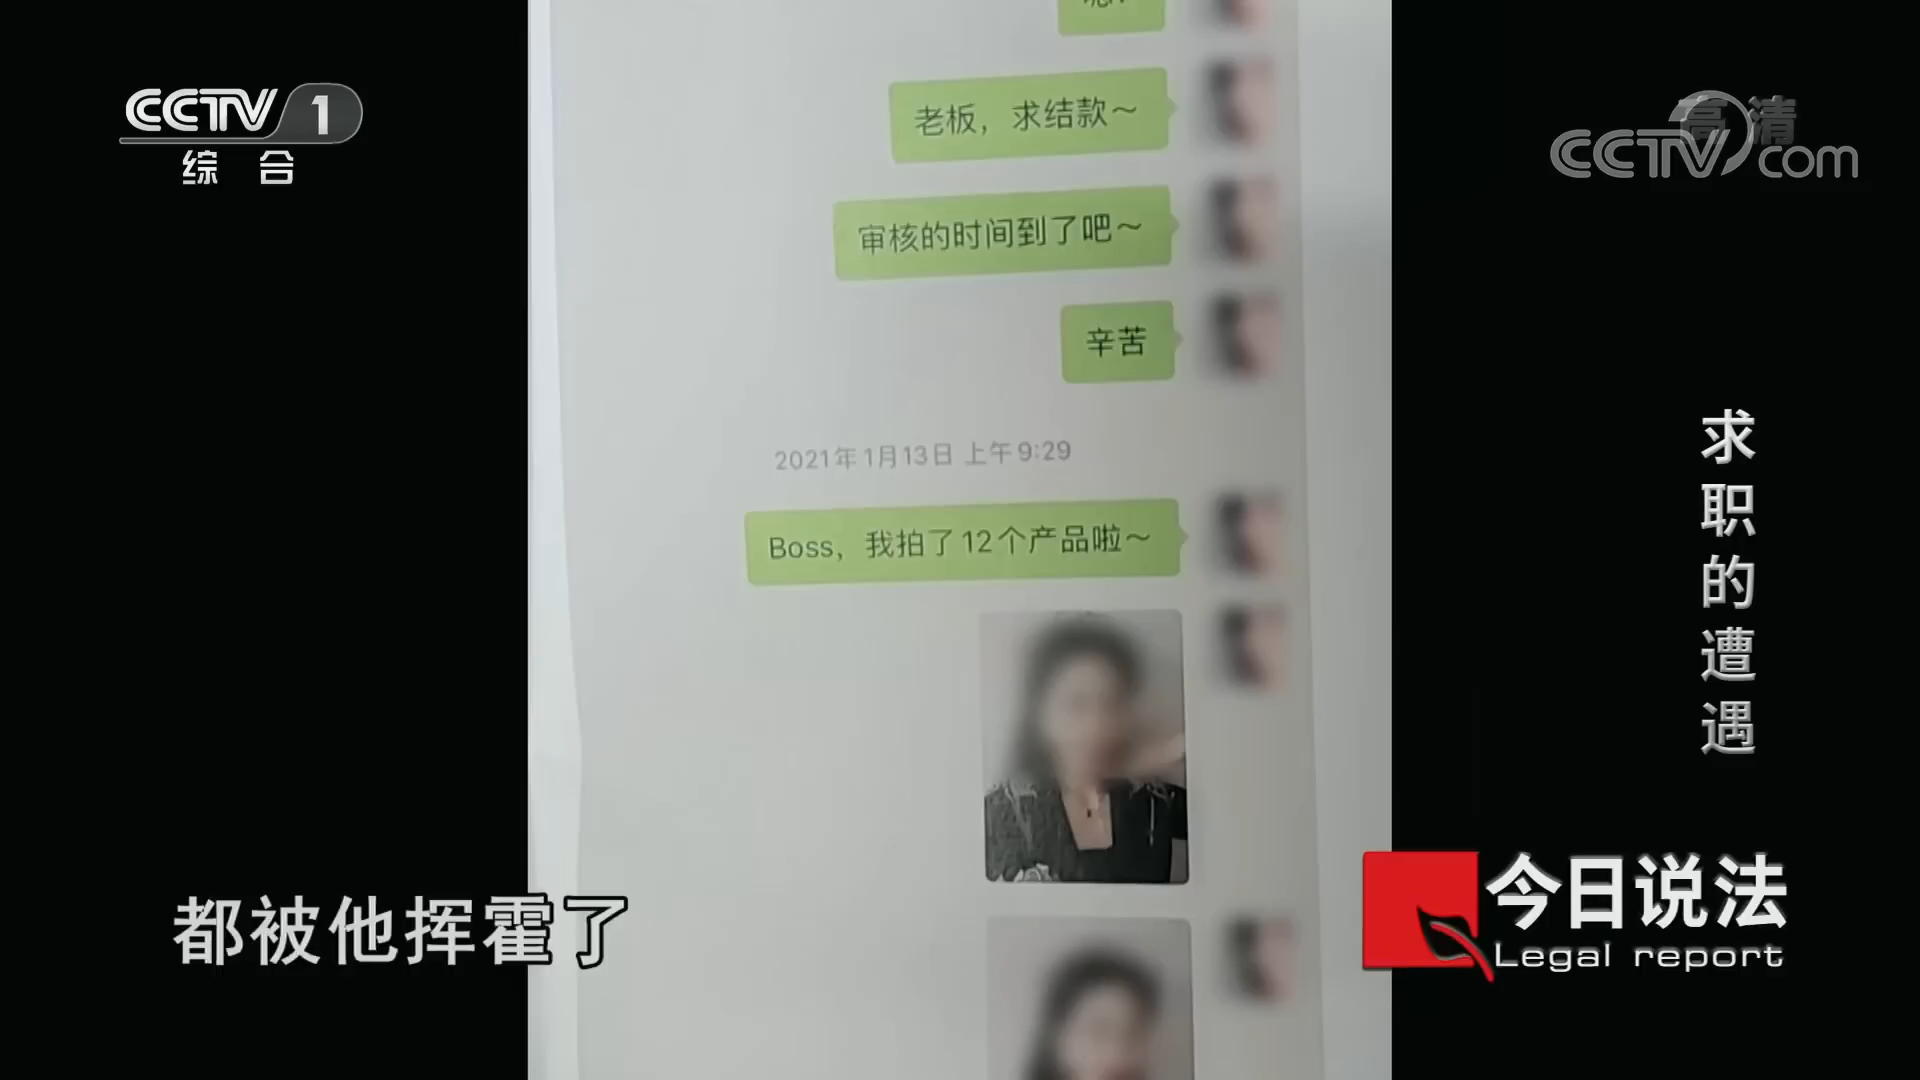 CCTV 1
综合
高清
CCTV com
老板，求结款～
审核的时间到了吧～
辛苦
2021年1月13日 上午9:29
Boss，我拍了12个产品啦～
求职的遭遇
都被他挥霍了
今日说法
Legal report